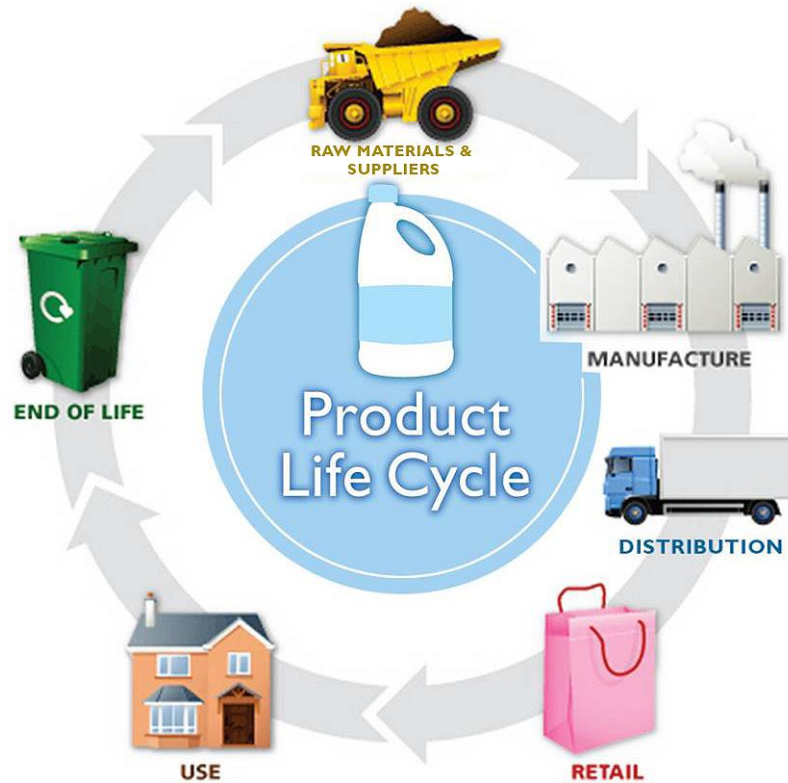 RAW MATERIALS &
SUPPLIERS
MANUFACTURE
DISTRIBUTION
RETAIL
USE
END OF LIFE
Product
Life Cycle